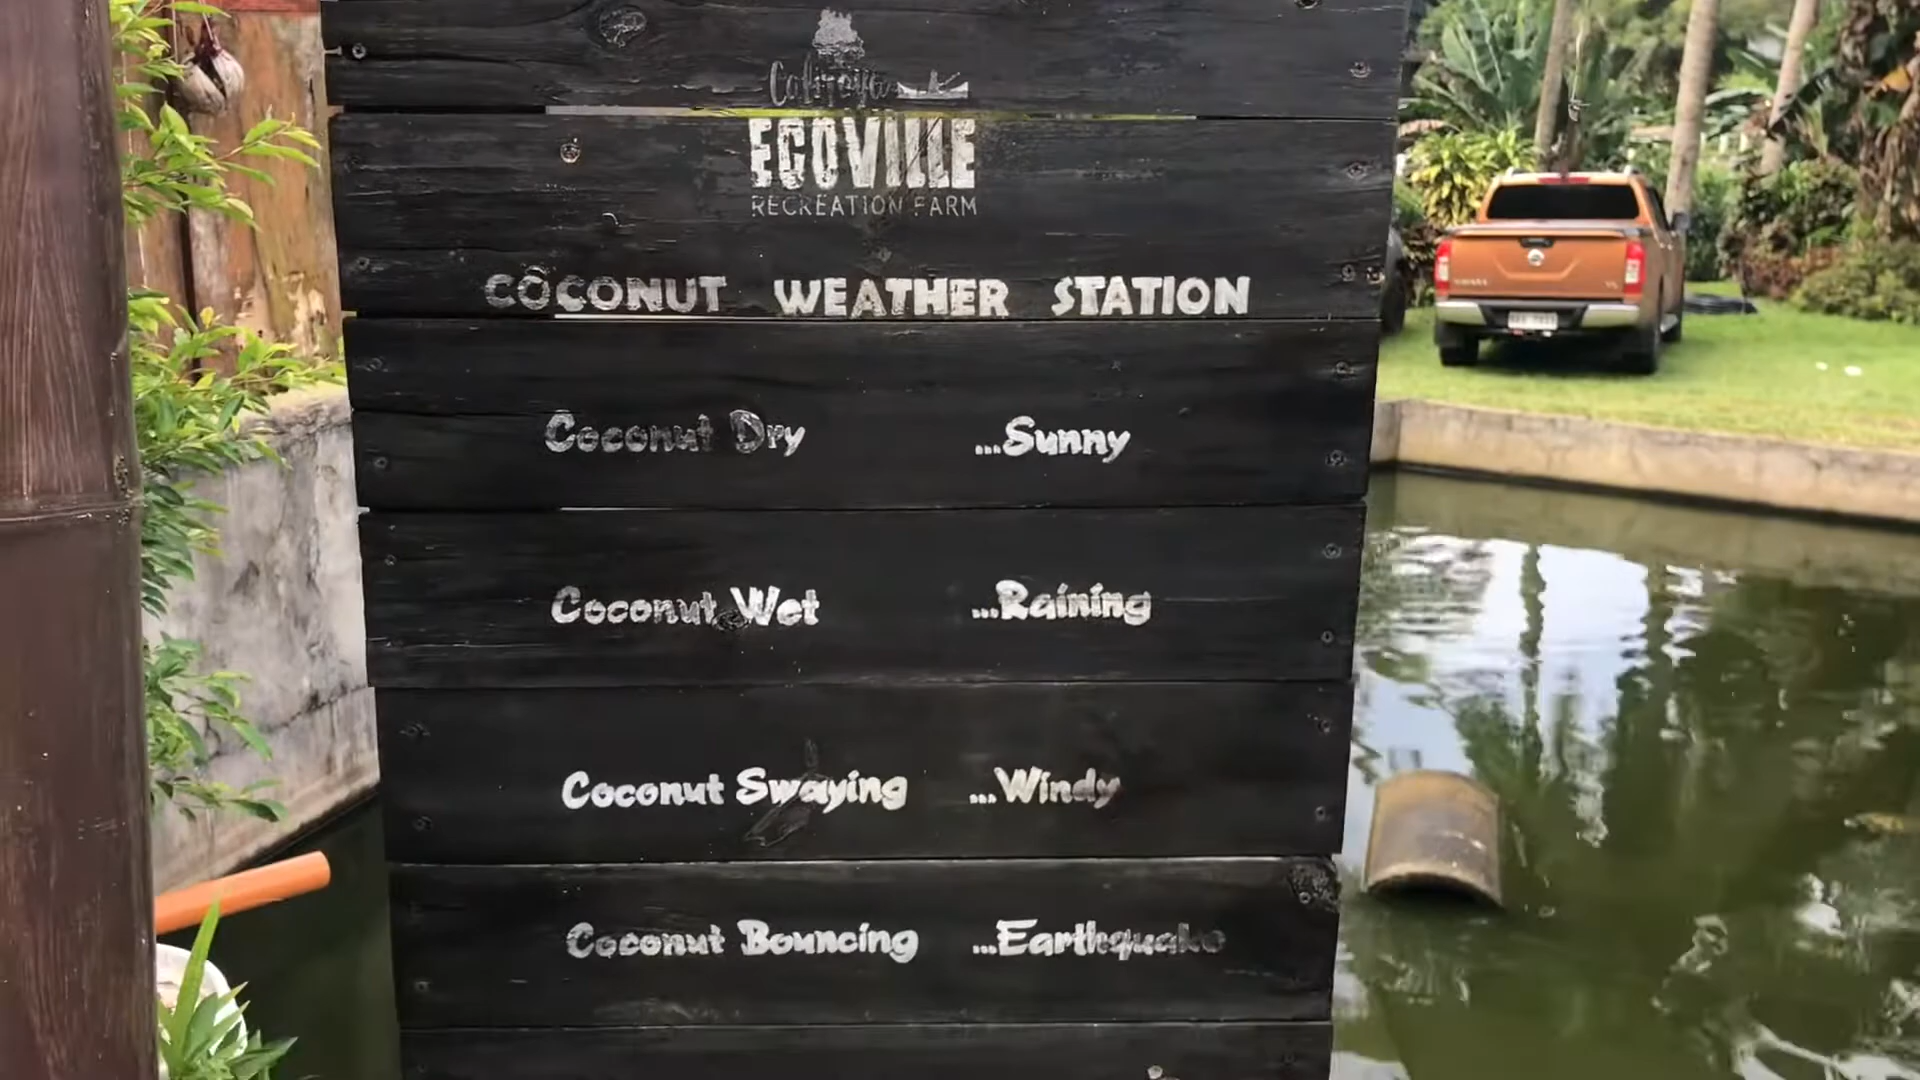 ECOVILLE
RECREATION FARM
COCONUT WEATHER STATION
Coconut Dry ...Sunny
Coconut Wet ...Raining
Coconut Swaying ...Windy
Coconut Bouncing ...Earthquake